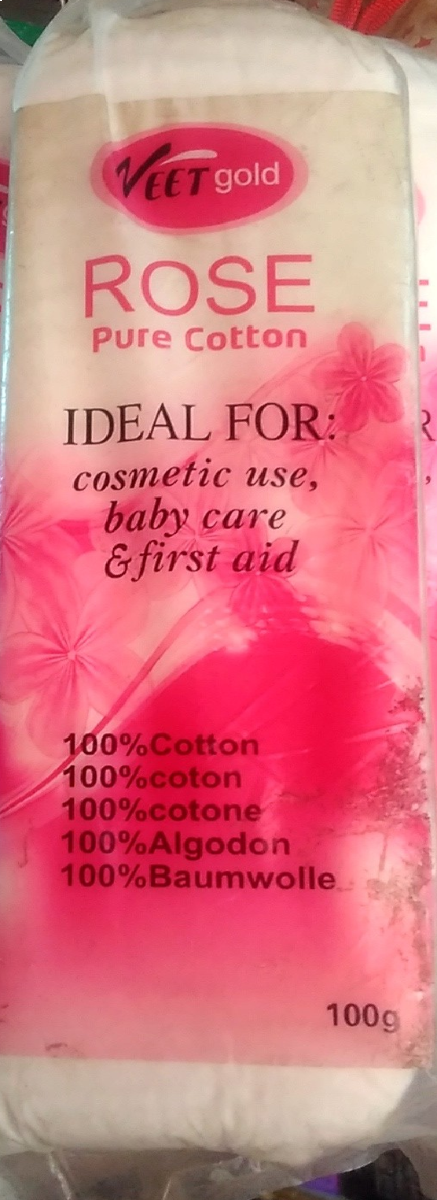 VEET gold
ROSE
Pure Cotton
IDEAL FOR:
cosmetic use,
baby care
& first aid
100%Cotton
100%coton
100%cotone
100%Algodon
100%Baumwolle
100g